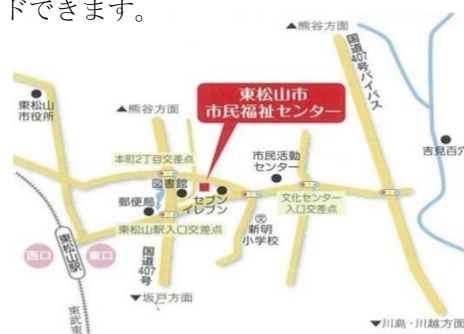 ドできます。
▲熊谷方面
国道407号バイパス
東松山市
市民福祉センター
東松山
市役所
▲熊谷方面
本町2丁目交差点
市民活動
センター
吉見百穴
図書館
セブン
イレブン
文化センター
入口交差点
郵便局
文
新明
小学校
東松山駅入口交差点
西口
東松山駅
東口
国道407号
▼坂戸方面
東武東
▼川島・川越方面